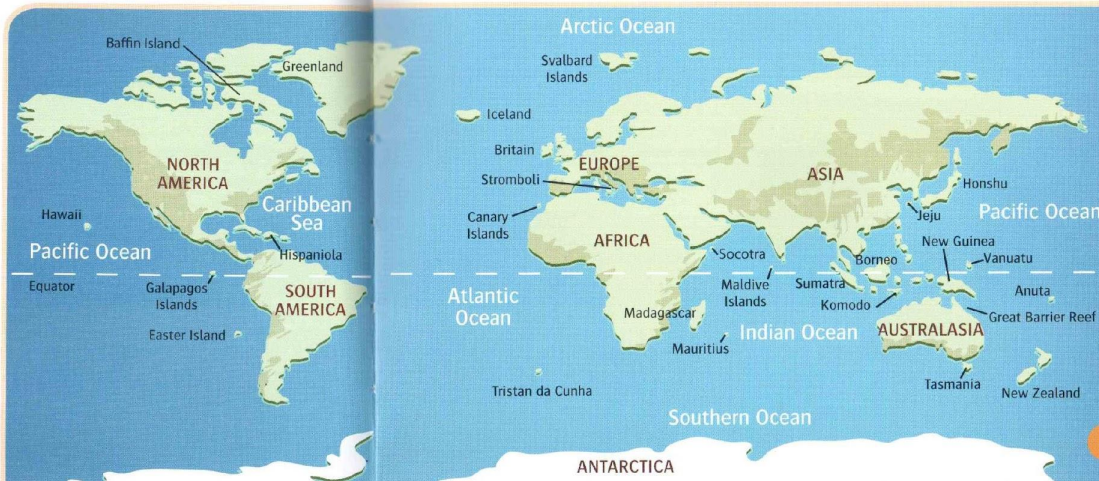 Arctic Ocean
Baffin Island
Greenland
Svalbard
Islands
Iceland
Britain
EUROPE
Stromboli
NORTH
AMERICA
ASIA
Honshu
Jeju
Caribbean
Sea
Hawaii
Canary
Islands
Pacific Ocean
Pacific Ocean
Hispaniola
AFRICA
Socotra
New Guinea
Borneo
Vanuatu
Equator
Galapagos
Islands
SOUTH
AMERICA
Atlantic
Ocean
Maldive
Islands
Sumatra
Komodo
Anuta
Madagascar
Great Barrier Reef
Easter Island
Indian Ocean
AUSTRALASIA
Mauritius
Tristan da Cunha
Tasmania
New Zealand
Southern Ocean
ANTARCTICA